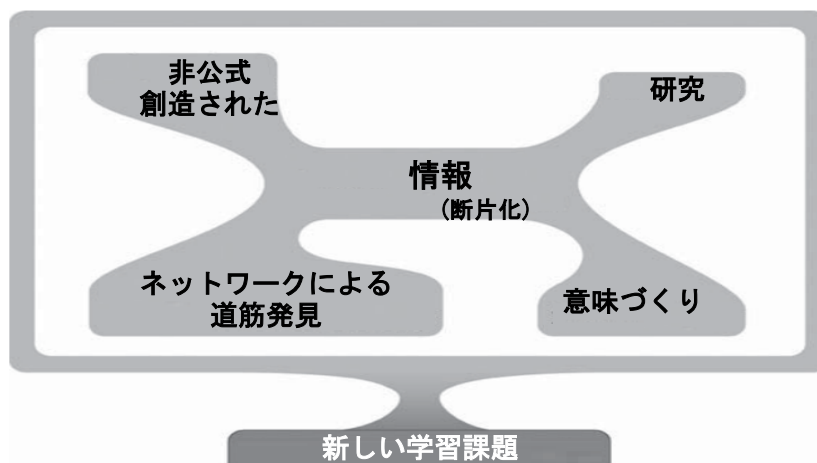 非公式
創造された
研究
情報
(断片化)
ネットワークによる
道筋発見
意味づくり
新しい学習課題